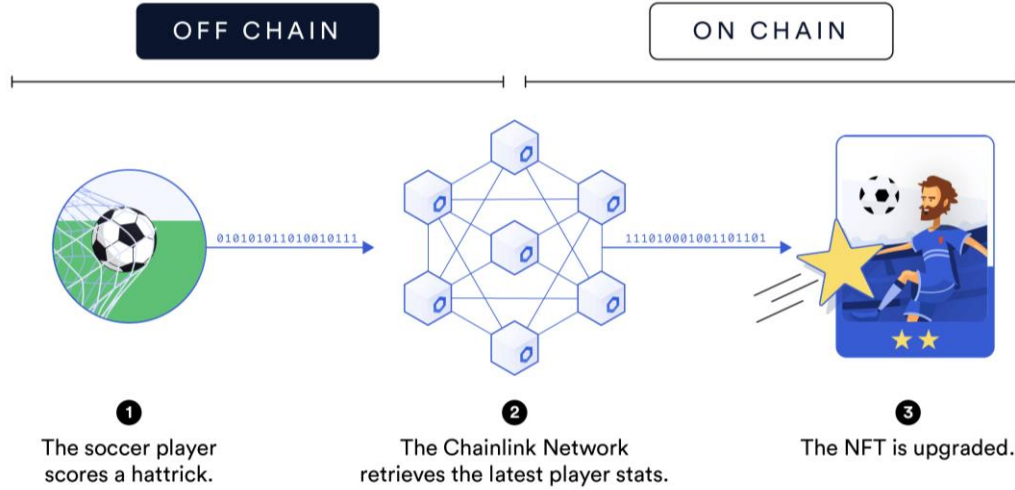 OFF CHAIN
ON CHAIN
010101011010010111
111010001001101101
1
The soccer player
scores a hattrick.
2
The Chainlink Network
retrieves the latest player stats.
3
The NFT is upgraded.